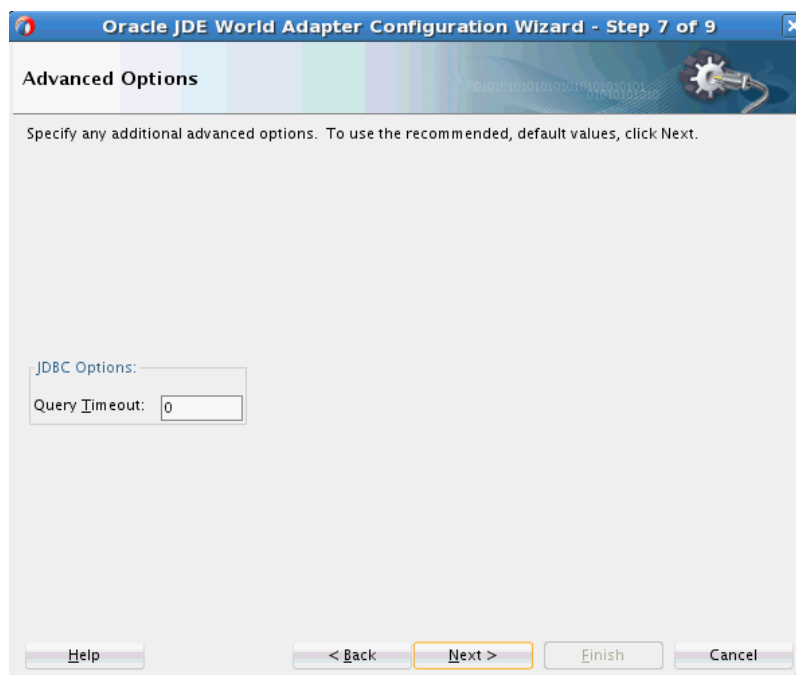 Oracle JDE World Adapter Configuration Wizard - Step 7 of 9
Advanced Options
Specify any additional advanced options. To use the recommended, default values, click Next.
JDBC Options:
Query Timeout: 0
Help < Back Next > Finish Cancel